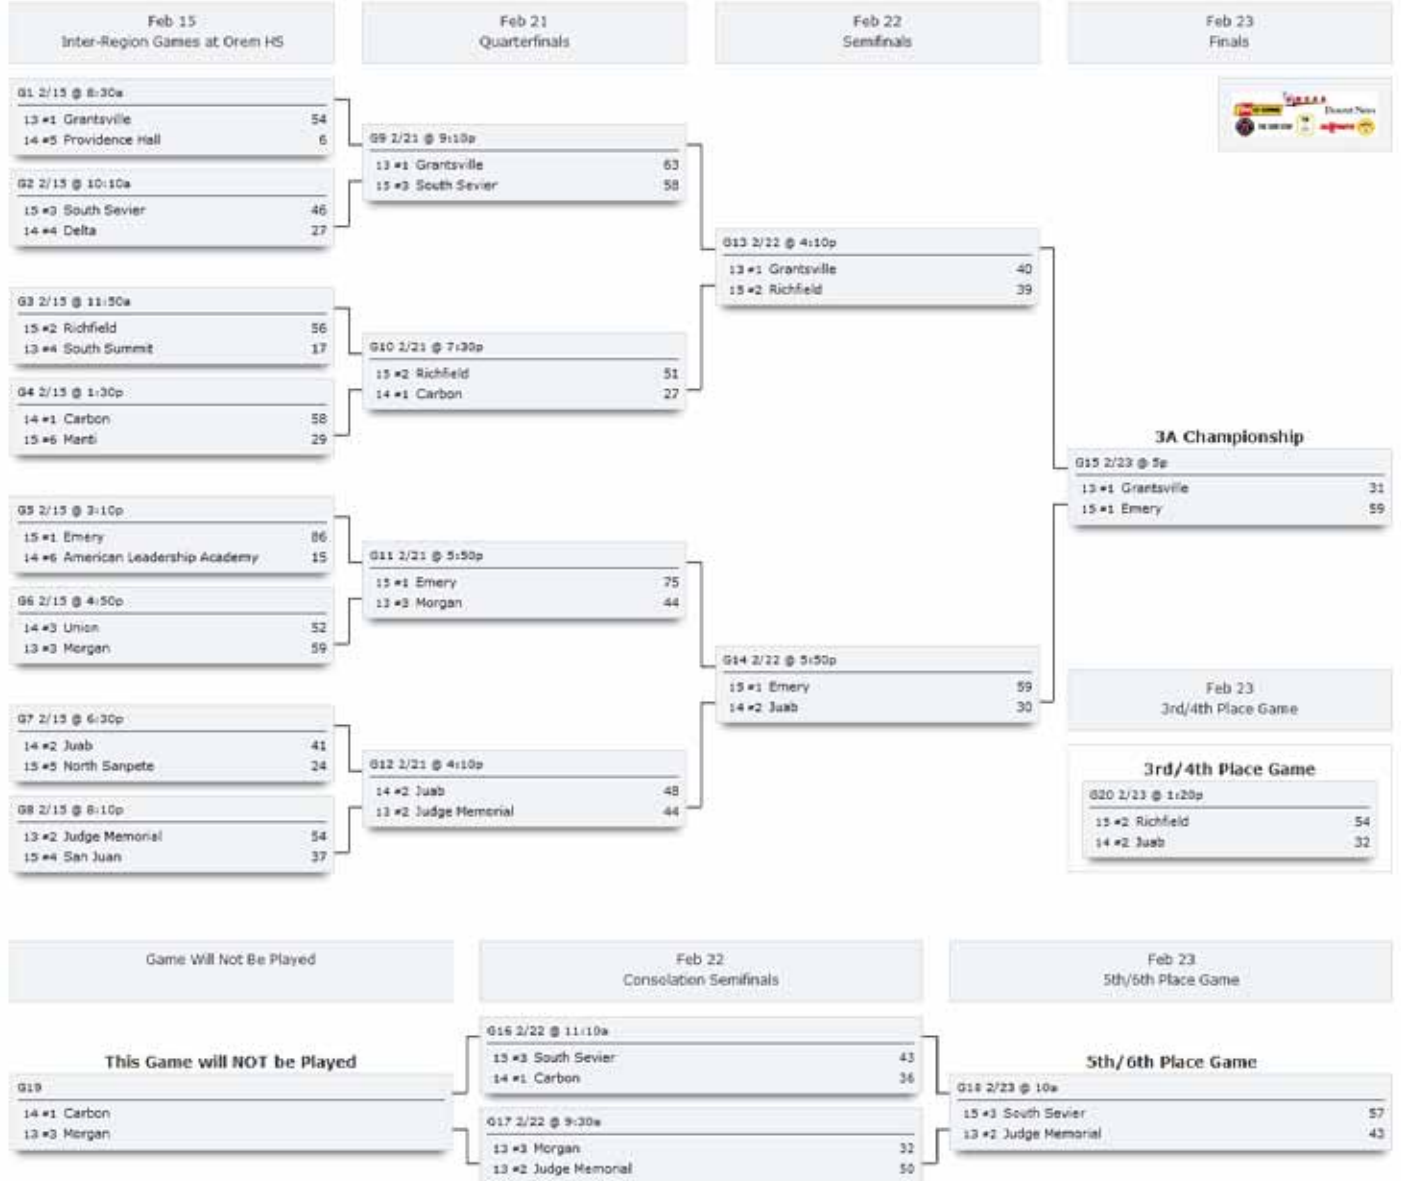 Feb 15
Inter-Region Games at Orem HS
Feb 21
Quarterfinals
Feb 22
Semifinals
Feb 23
Finals
G1 2/15 @ 8:30a
13 #1 Grantsville 54
14 #5 Providence Hall 6
G2 2/15 @ 10:10a
15 #3 South Sevier 46
14 #4 Delta 27
G3 2/15 @ 11:50a
15 #2 Richfield 56
13 #4 South Summit 17
G4 2/15 @ 1:30p
14 #1 Carbon 58
15 #6 Manti 29
G5 2/15 @ 3:10p
15 #1 Emery 86
14 #6 American Leadership Academy 15
G6 2/15 @ 4:50p
14 #3 Union 52
13 #3 Morgan 59
G7 2/15 @ 6:30p
14 #2 Juab 41
15 #5 North Sanpete 24
G8 2/15 @ 8:10p
13 #2 Judge Memorial 54
15 #4 San Juan 37
G9 2/21 @ 9:10p
13 #1 Grantsville 63
15 #3 South Sevier 58
G10 2/21 @ 7:30p
15 #2 Richfield 51
14 #1 Carbon 27
G11 2/21 @ 5:50p
15 #1 Emery 75
13 #3 Morgan 44
G12 2/21 @ 4:10p
14 #2 Juab 48
13 #2 Judge Memorial 44
G13 2/22 @ 4:10p
13 #1 Grantsville 40
15 #2 Richfield 39
G14 2/22 @ 5:50p
15 #1 Emery 59
14 #2 Juab 30
Deseret News
3A Championship
G15 2/23 @ 5p
13 #1 Grantsville 31
15 #1 Emery 59
Feb 23
3rd/4th Place Game
3rd/4th Place Game
G20 2/23 @ 1:20p
15 #2 Richfield 54
14 #2 Juab 32
Game Will Not Be Played
Feb 22
Consolation Semifinals
Feb 23
5th/6th Place Game
This Game will NOT be Played
G19
14 #1 Carbon
13 #3 Morgan
G16 2/22 @ 11:10a
15 #3 South Sevier 43
14 #1 Carbon 36
G17 2/22 @ 9:30a
13 #3 Morgan 32
13 #2 Judge Memorial 50
5th/6th Place Game
G18 2/23 @ 10a
15 #3 South Sevier 57
13 #2 Judge Memorial 43